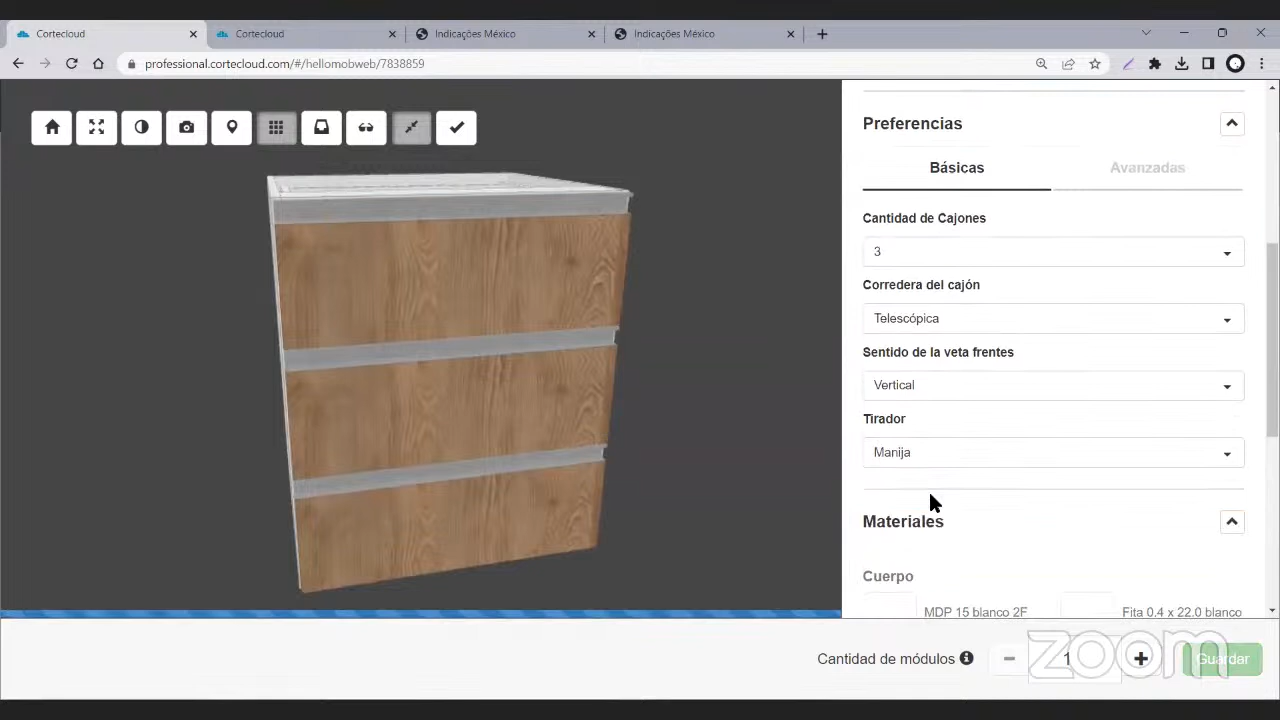 Cortecloud
Cortecloud
Indicações México
Indicações México
professional.cortecloud.com/#/hellomobweb/7838859
Preferencias
Básicas
Avanzadas
Cantidad de Cajones
3
Corredera del cajón
Telescópica
Sentido de la veta frentes
Vertical
Tirador
Manija
Materiales
Cuerpo
MDP 15 blanco 2F
Fita 0.4 x 22.0 blanco
Cantidad de módulos
1
Guardar
zoom